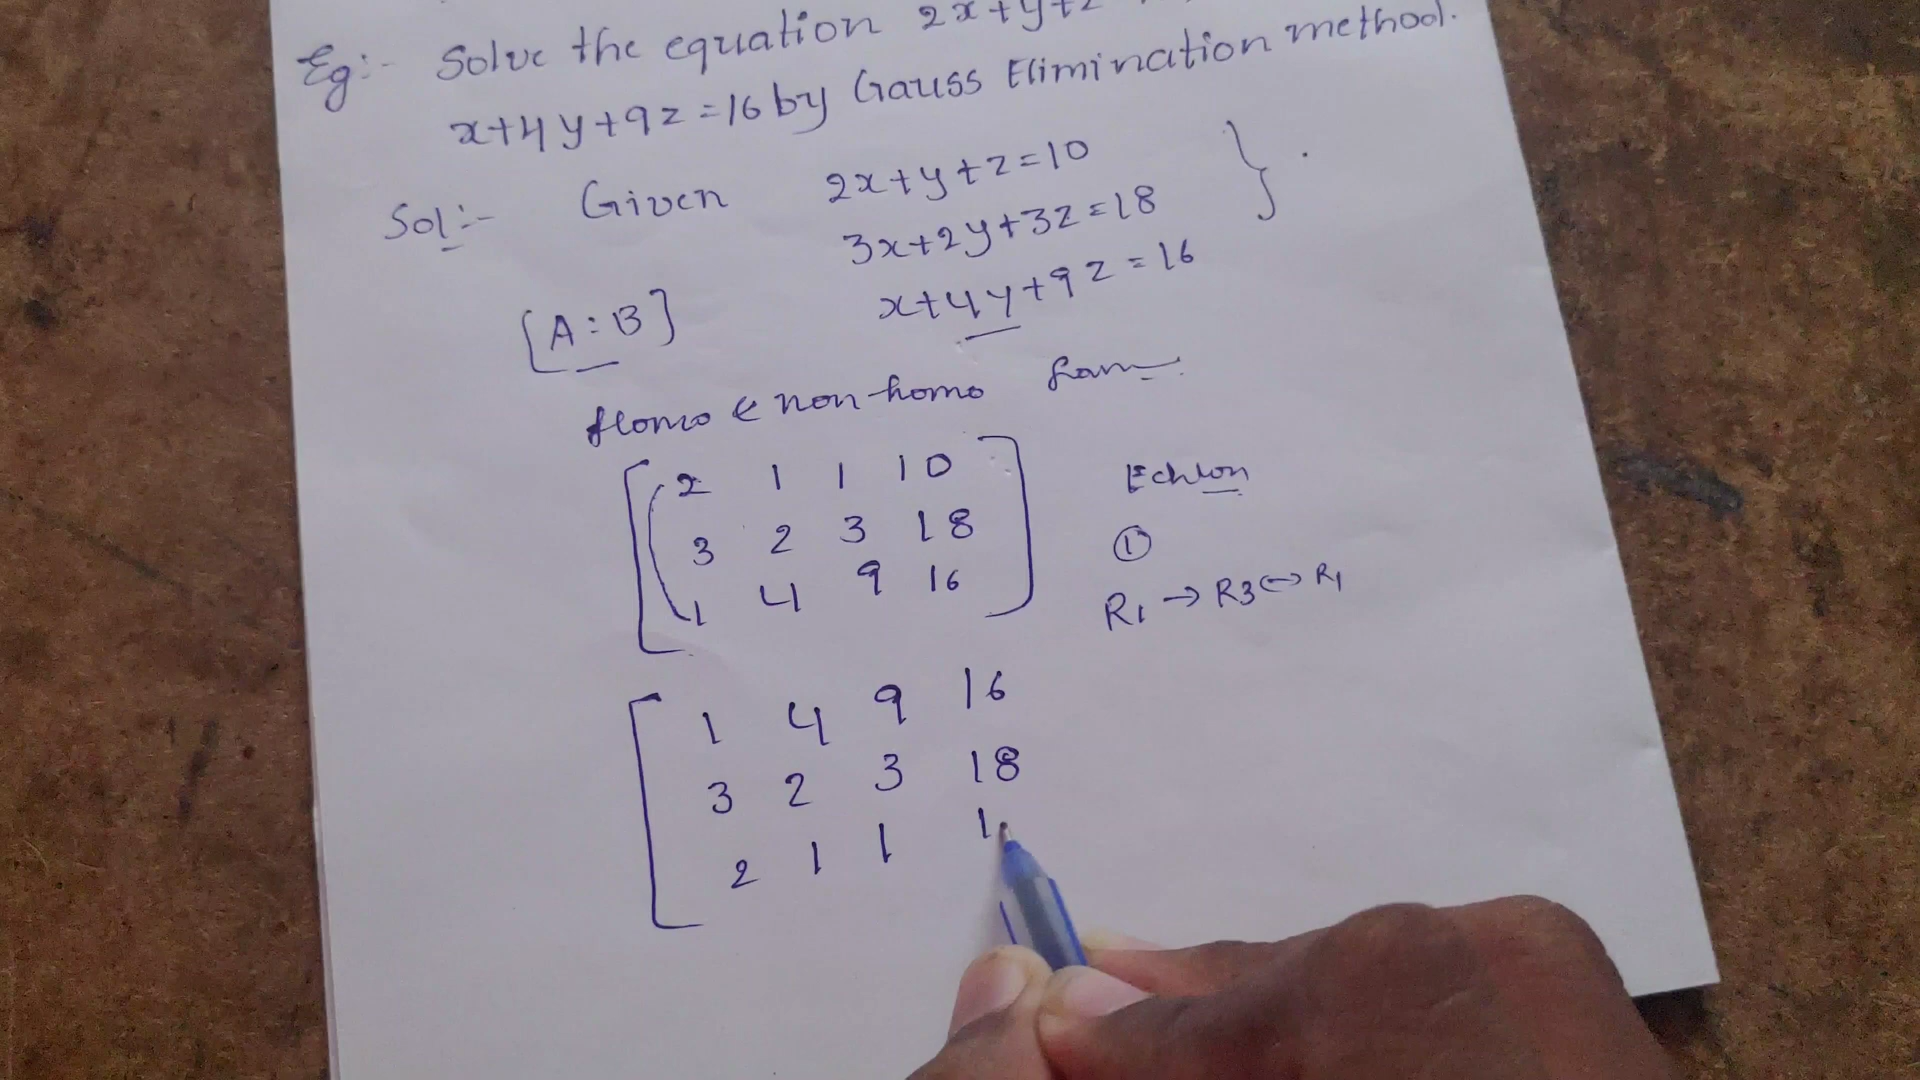 Eg:- Solve the equation 2x+y+z
x+4y+9z=16 by Gauss Elimination method.
Sol:- Given 2x+y+z=10
3x+2y+3z=18
x+4y+9z=16
[A:B]
Homo & non-homo
2 1 1 10
3 2 3 18
1 4 9 16
Echlon
①
R1 → R3 ↔ R1
1 4 9 16
3 2 3 18
2 1 1 1